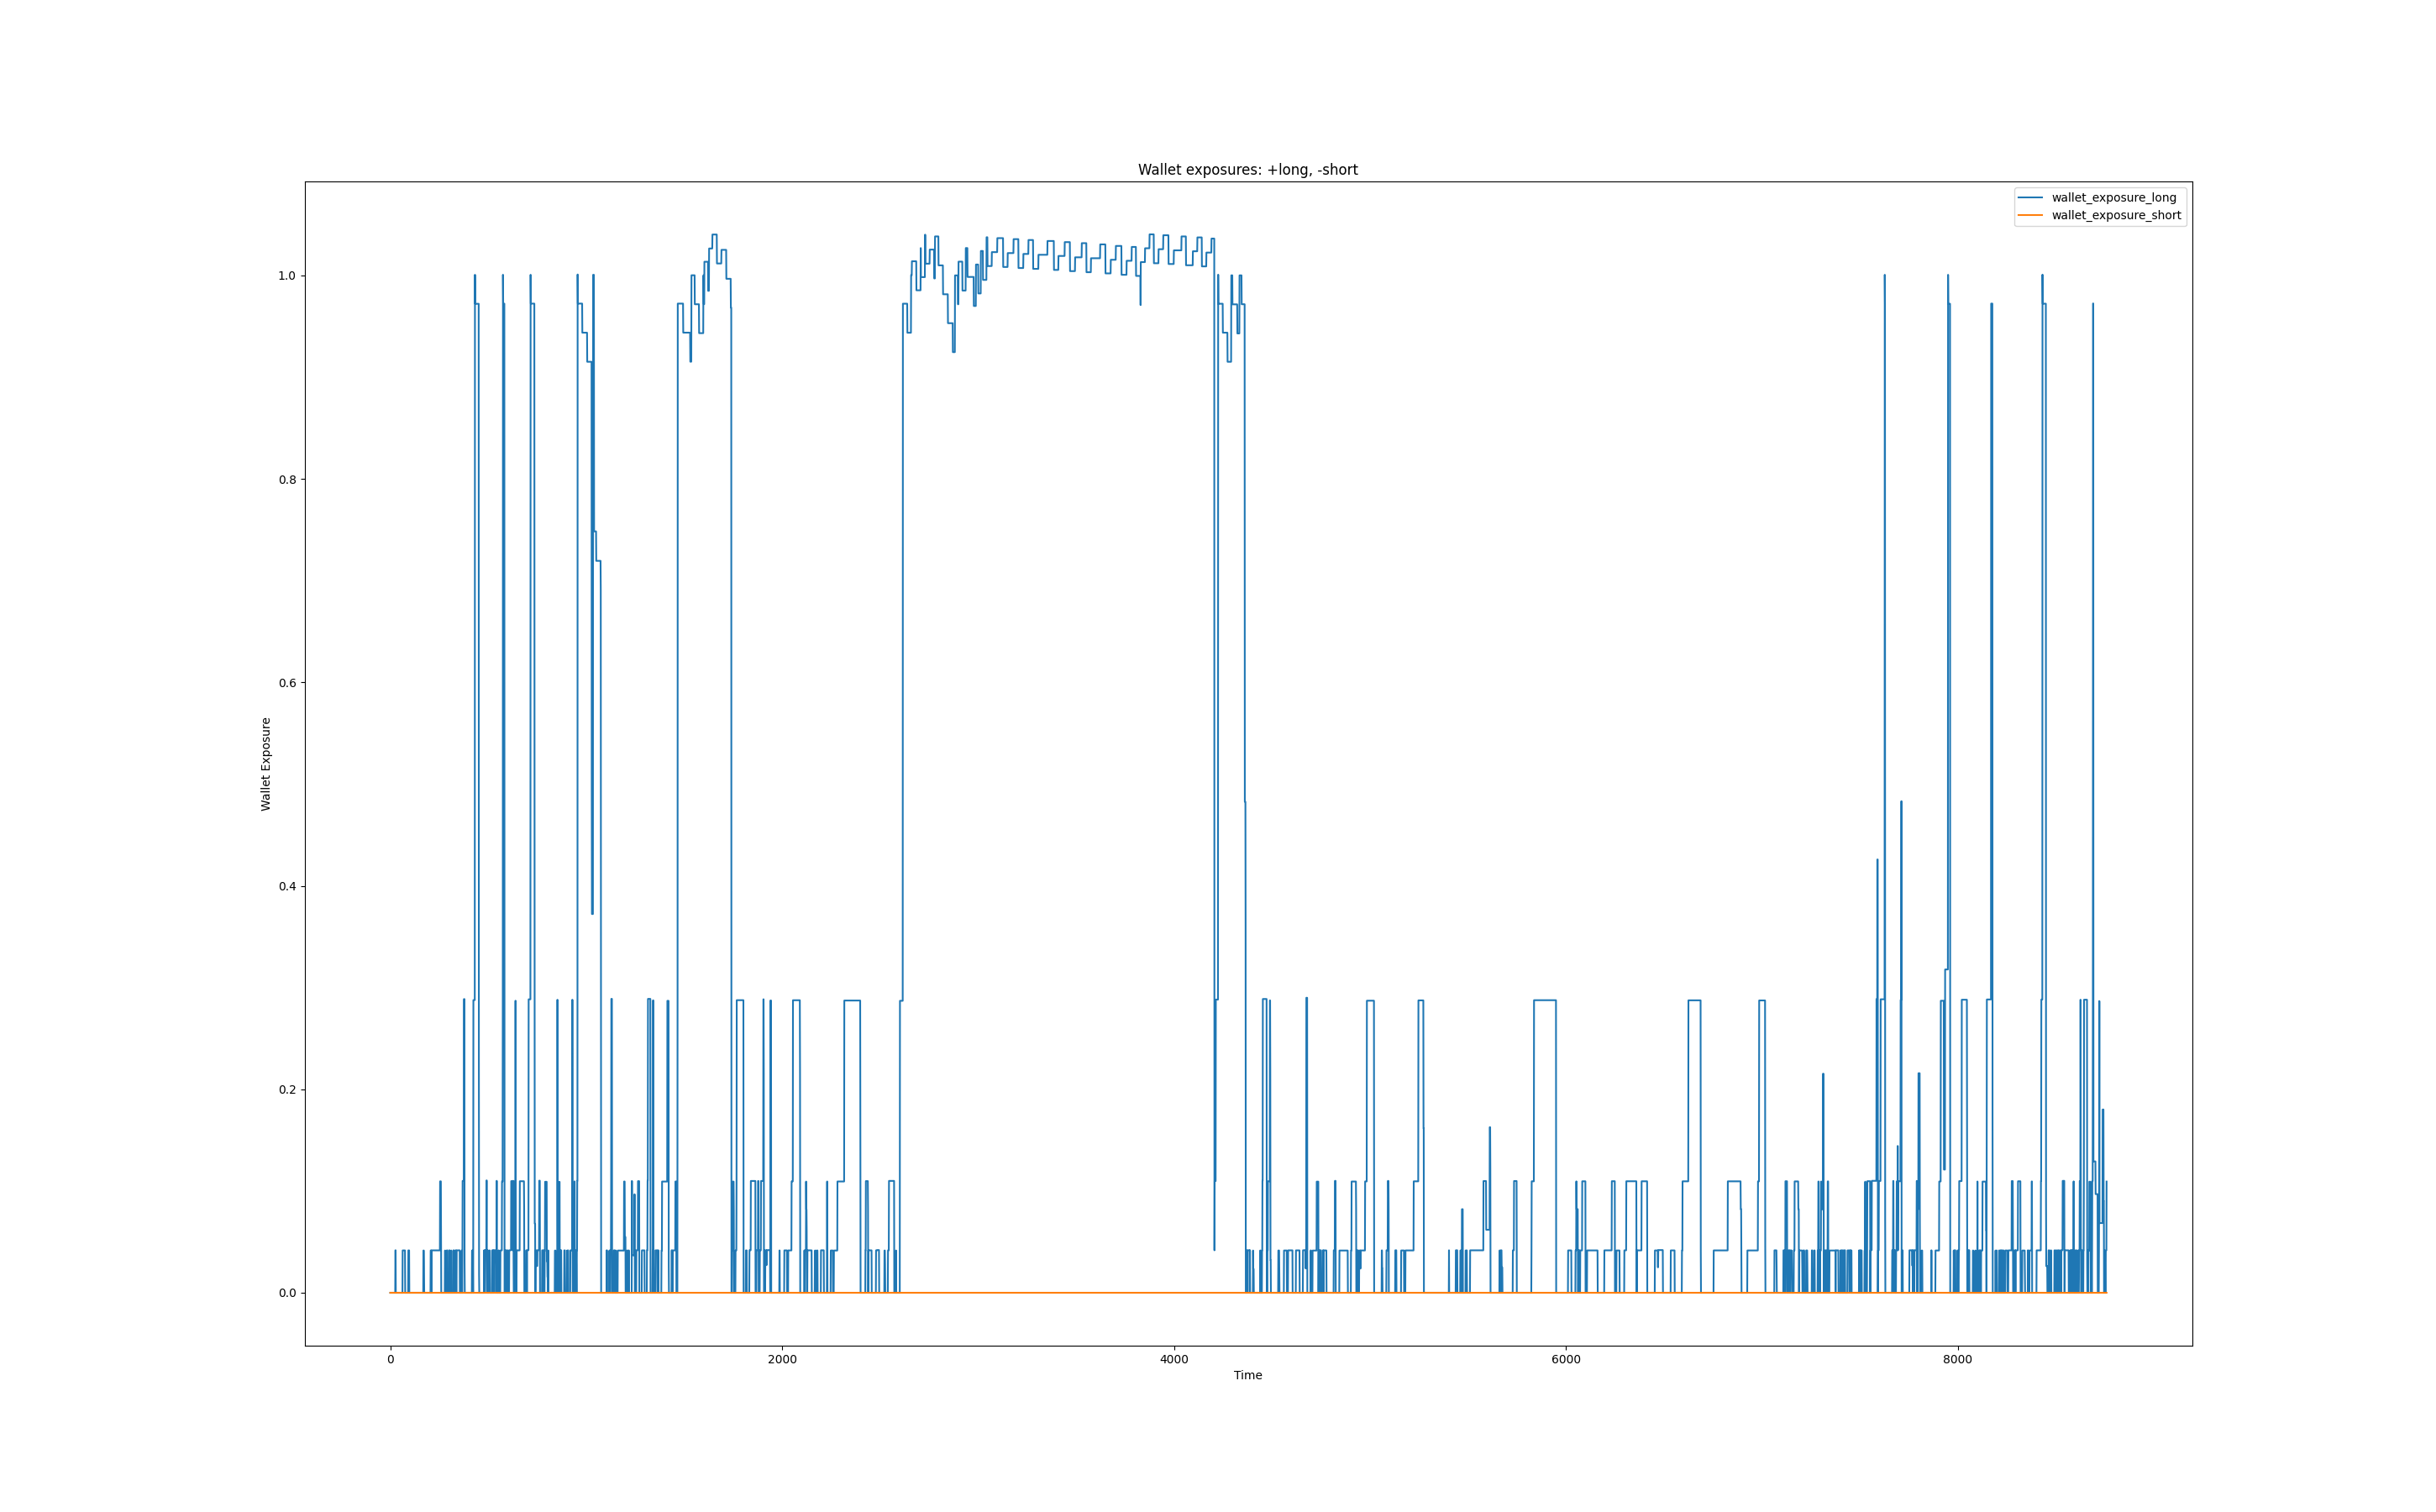 Wallet exposures: +long, -short
wallet_exposure_long
wallet_exposure_short
1.0
0.8
0.6
0.4
0.2
0.0
Wallet Exposure
0 2000 4000 6000 8000
Time